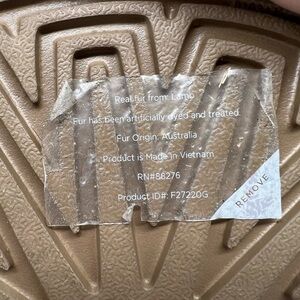 Real fur from: Lamb
Fur has been artificially dyed and treated.
Fur Origin: Australia
Product is Made in Vietnam
RN#88276
Product ID#: F27220G
REMOVE